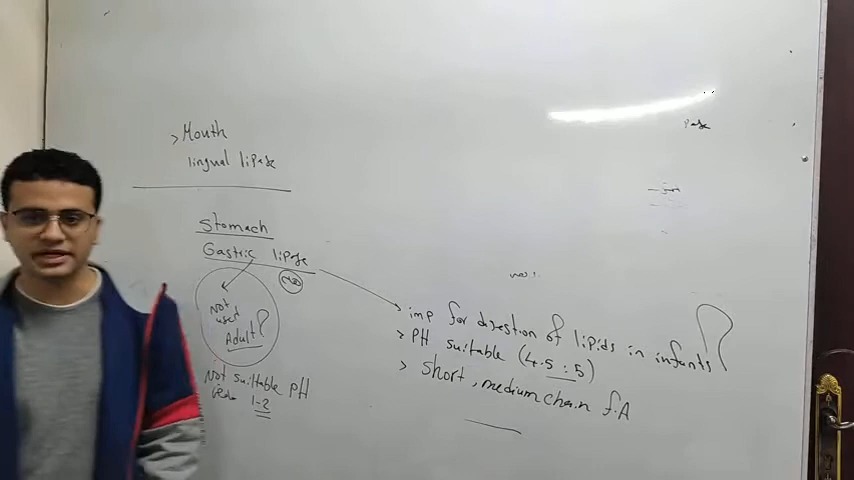 > Mouth
lingual lipase
Stomach
Gastric lipase
Not
used
Adult?
Not suitable PH
1-2
> imp for digestion of lipids in infants ?
> PH suitable (4.5 : 5)
> Short, medium chain f.A